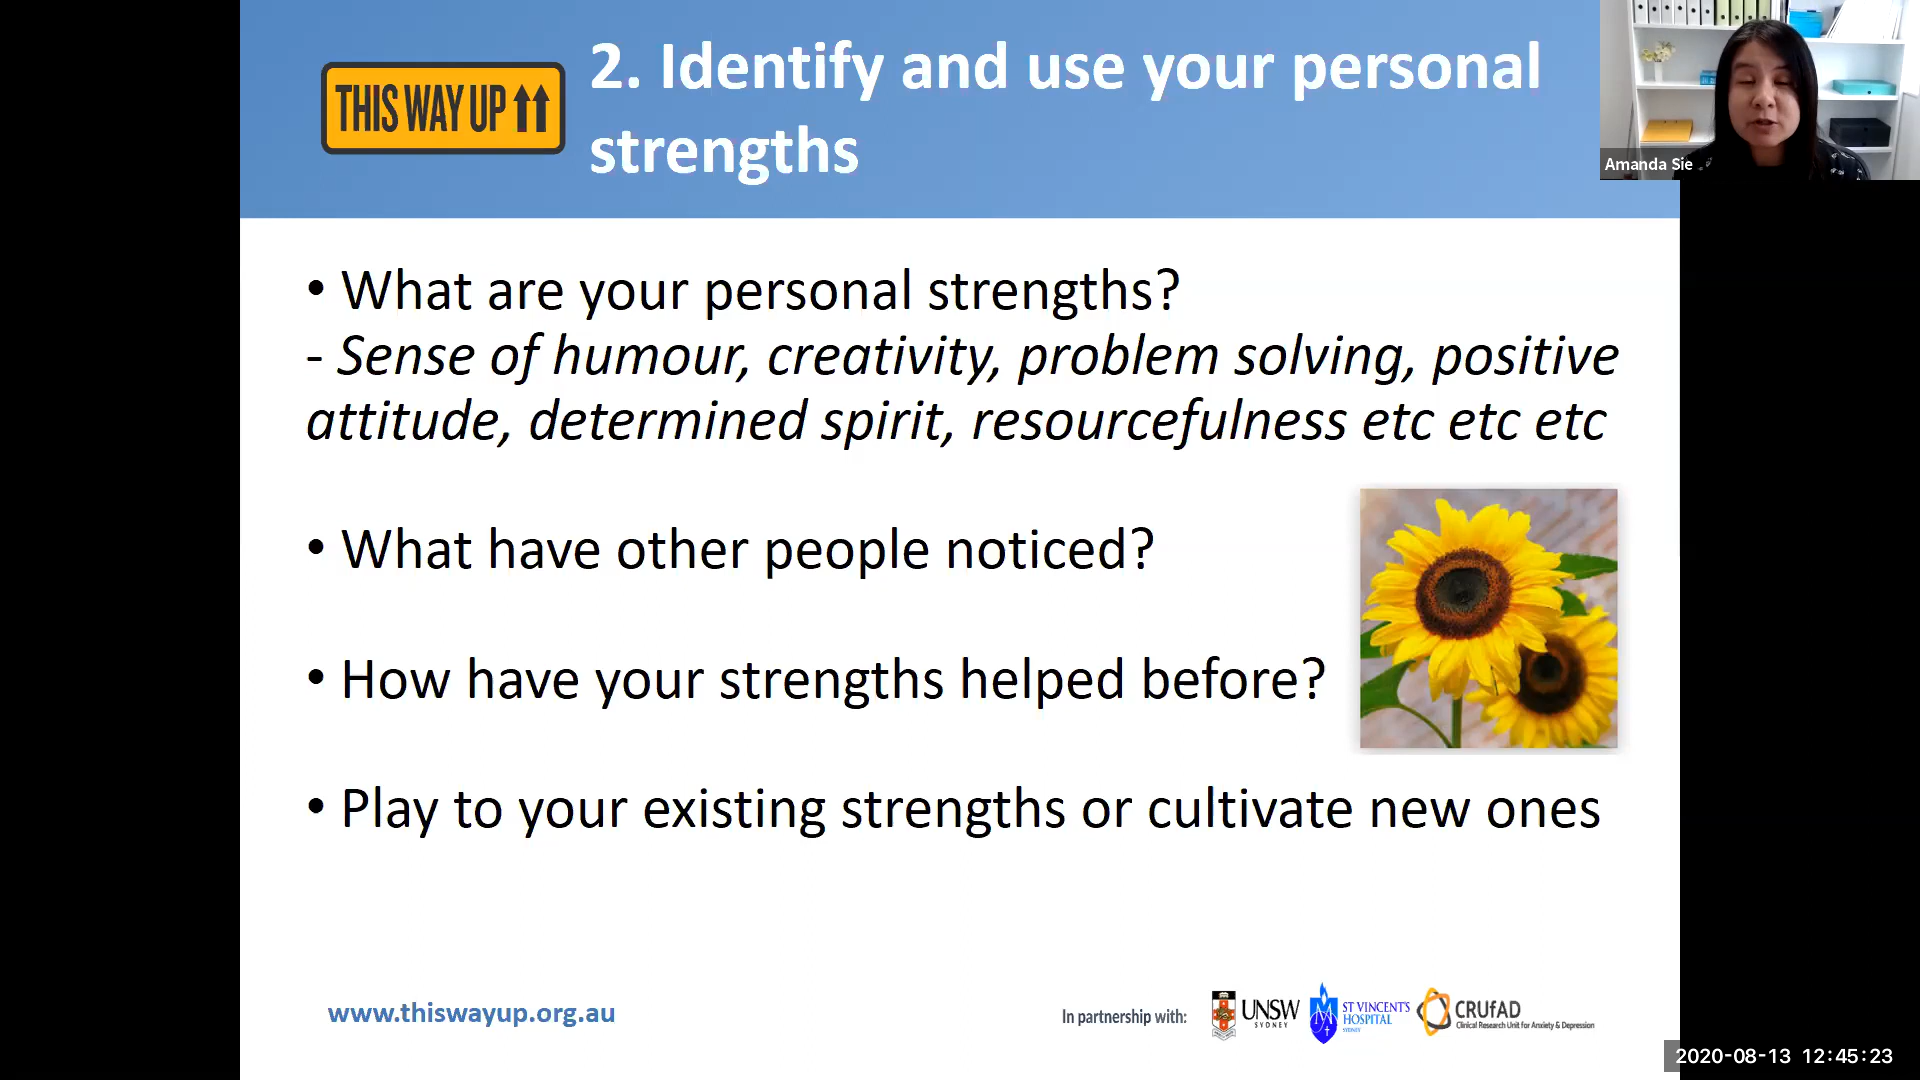 2. Identify and use your personal
strengths
THIS WAY UP
Amanda Sie
• What are your personal strengths?
- Sense of humour, creativity, problem solving, positive
attitude, determined spirit, resourcefulness etc etc etc
• What have other people noticed?
• How have your strengths helped before?
• Play to your existing strengths or cultivate new ones
www.thiswayup.org.au
In partnership with:
UNSW
SYDNEY
ST VINCENT'S
HOSPITAL
SYDNEY
CRUfAD
Clinical Research Unit for Anxiety & Depression
2020-08-13 12:45:23